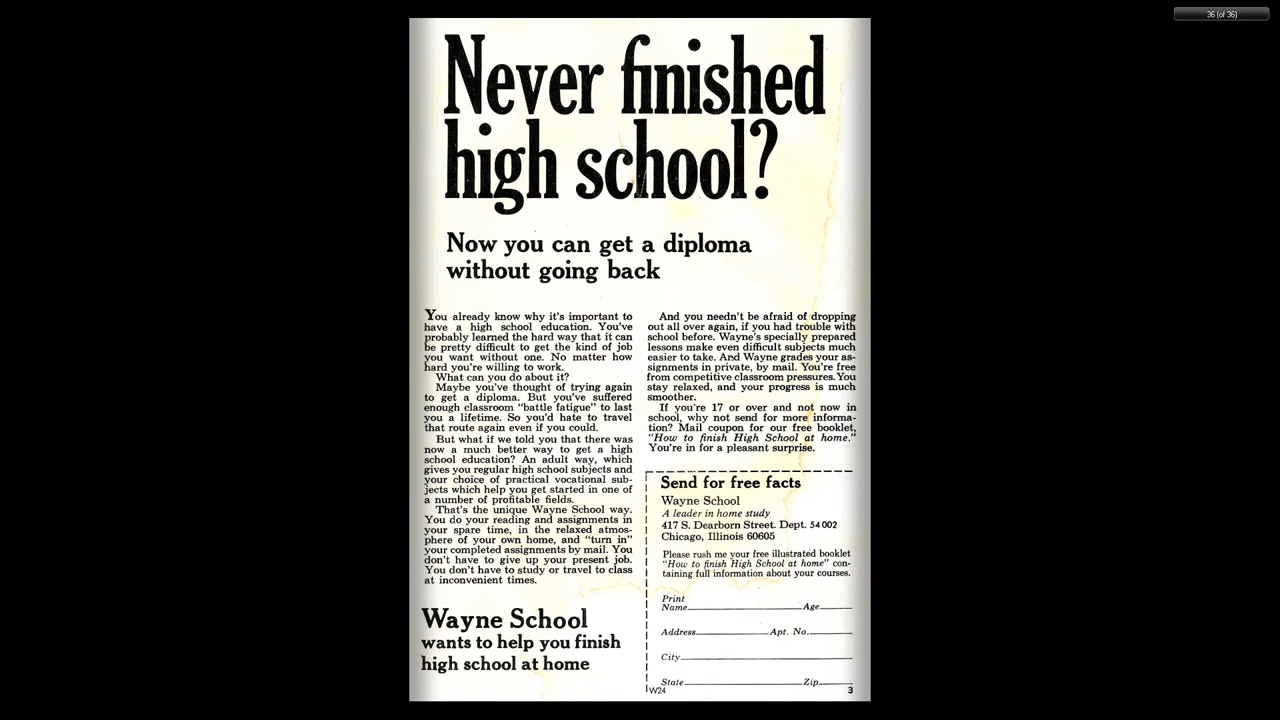 36 (of 36)
Never finished
high school?
Now you can get a diploma
without going back
You already know why it's important to
have a high school education. You've
probably learned the hard way that it can
be pretty difficult to get the kind of job
you want without one. No matter how
hard you're willing to work.
What can you do about it?
Maybe you've thought of trying again
to get a diploma. But you've suffered
enough classroom "battle fatigue" to last
you a lifetime. So you'd hate to travel
that route again even if you could.
But what if we told you that there was
now a much better way to get a high
school education? An adult way, which
gives you regular high school subjects and
your choice of practical vocational sub-
jects which help you get started in one of
a number of profitable fields.
That's the unique Wayne School way.
You do your reading and assignments in
your spare time, in the relaxed atmos-
phere of your own home, and "turn in"
your completed assignments by mail. You
don't have to give up your present job.
You don't have to study or travel to class
at inconvenient times.
Wayne School
wants to help you finish
high school at home
And you needn't be afraid of dropping
out all over again, if you had trouble with
school before. Wayne's specially prepared
lessons make even difficult subjects much
easier to take. And Wayne grades your as-
signments in private, by mail. You're free
from competitive classroom pressures. You
stay relaxed, and your progress is much
smoother.
If you're 17 or over and not now in
school, why not send for more informa-
tion? Mail coupon for our free booklet,
"How to finish High School at home."
You're in for a pleasant surprise.
Send for free facts
Wayne School
A leader in home study
417 S. Dearborn Street. Dept. 54 002
Chicago, Illinois 60605
Please rush me your free illustrated booklet
"How to finish High School at home" con-
taining full information about your courses.
Print
Name Age
Address Apt. No.
City
State Zip
W24 3